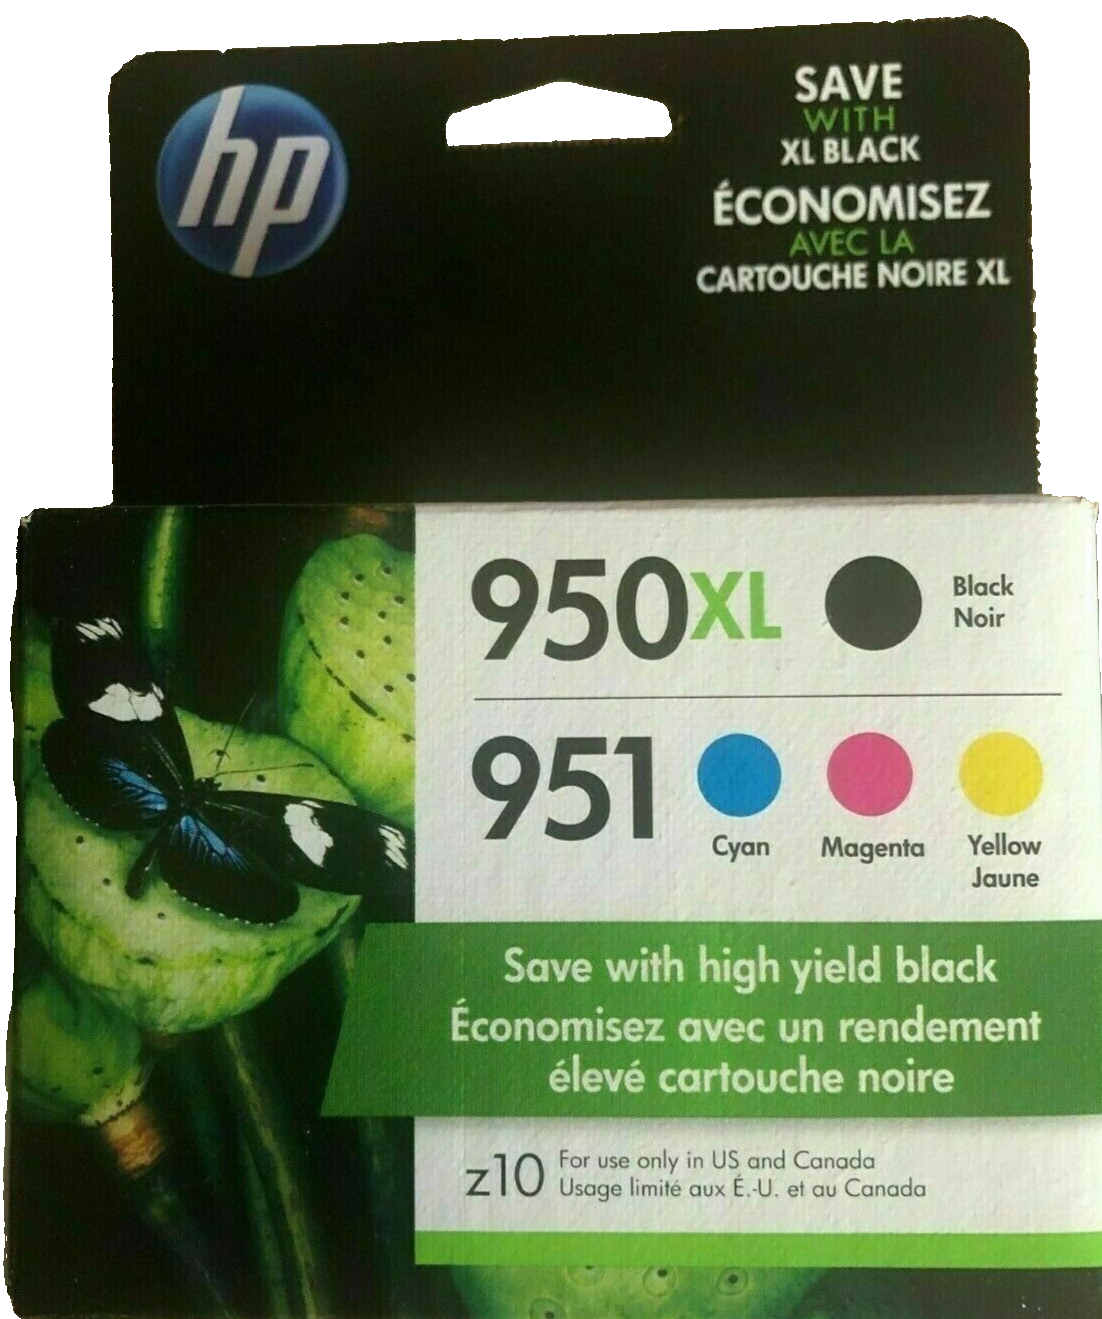 hp
SAVE
WITH
XL BLACK
ÉCONOMISEZ
AVEC LA
CARTOUCHE NOIRE XL
950XL
Black
Noir
951
Cyan
Magenta
Yellow
Jaune
Save with high yield black
Économisez avec un rendement
élevé cartouche noire
z10
For use only in US and Canada
Usage limité aux É.-U. et au Canada